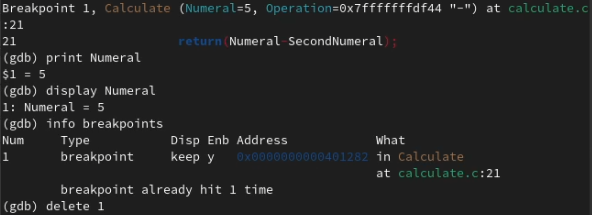 Breakpoint 1, Calculate (Numeral=5, Operation=0x7fffffffdf44 "-") at calculate.c
:21
21                      return(Numeral-SecondNumeral);
(gdb) print Numeral
$1 = 5
(gdb) display Numeral
1: Numeral = 5
(gdb) info breakpoints
Num     Type           Disp Enb Address            What
1       breakpoint     keep y   0x0000000000401282 in Calculate
                                                   at calculate.c:21
        breakpoint already hit 1 time
(gdb) delete 1